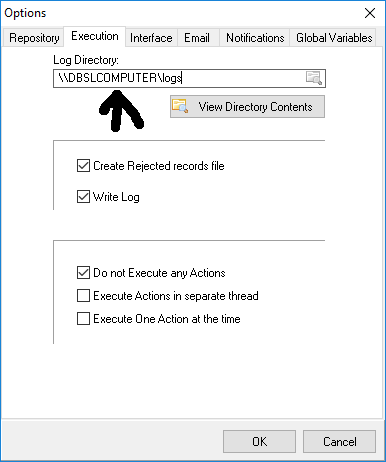 Options
Repository Execution Interface Email Notifications Global Variables
Log Directory:
\\DBSLCOMPUTER\logs
View Directory Contents
Create Rejected records file
Write Log
Do not Execute any Actions
Execute Actions in separate thread
Execute One Action at the time
OK Cancel